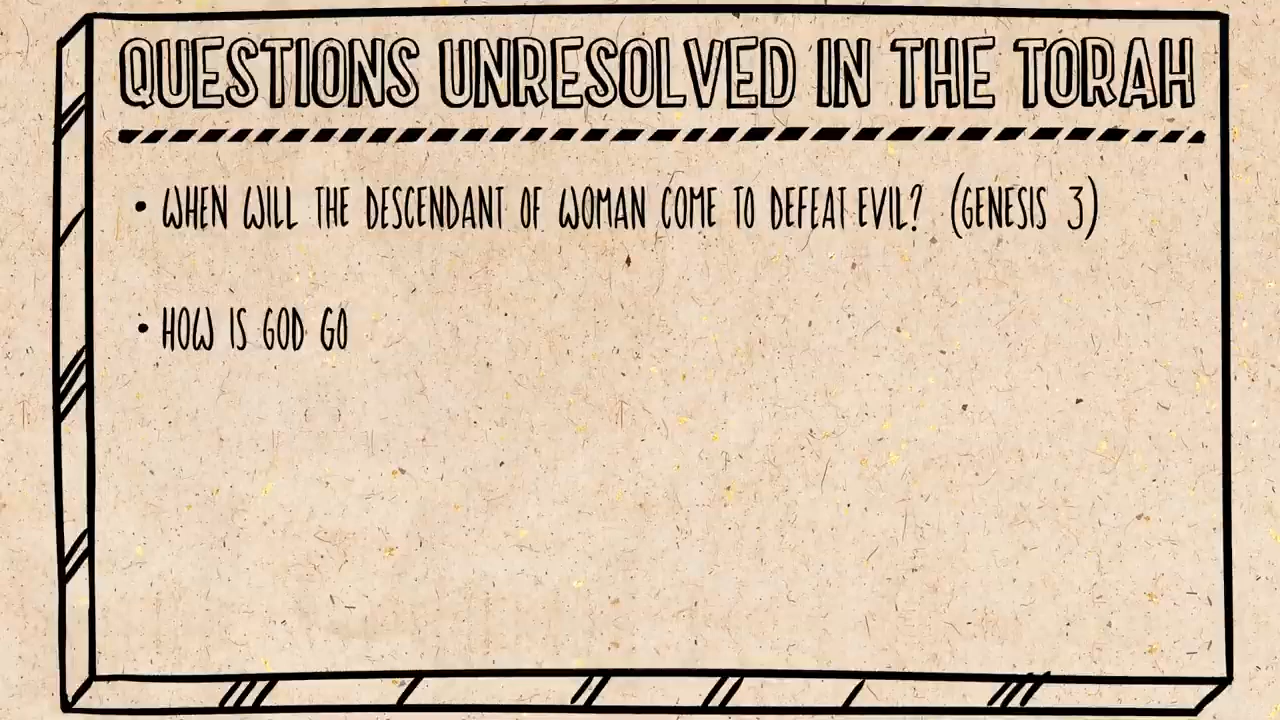 QUESTIONS UNRESOLVED IN THE TORAH
• WHEN WILL THE DESCENDANT OF WOMAN COME TO DEFEAT EVIL? (GENESIS 3)
• HOW IS GOD GO